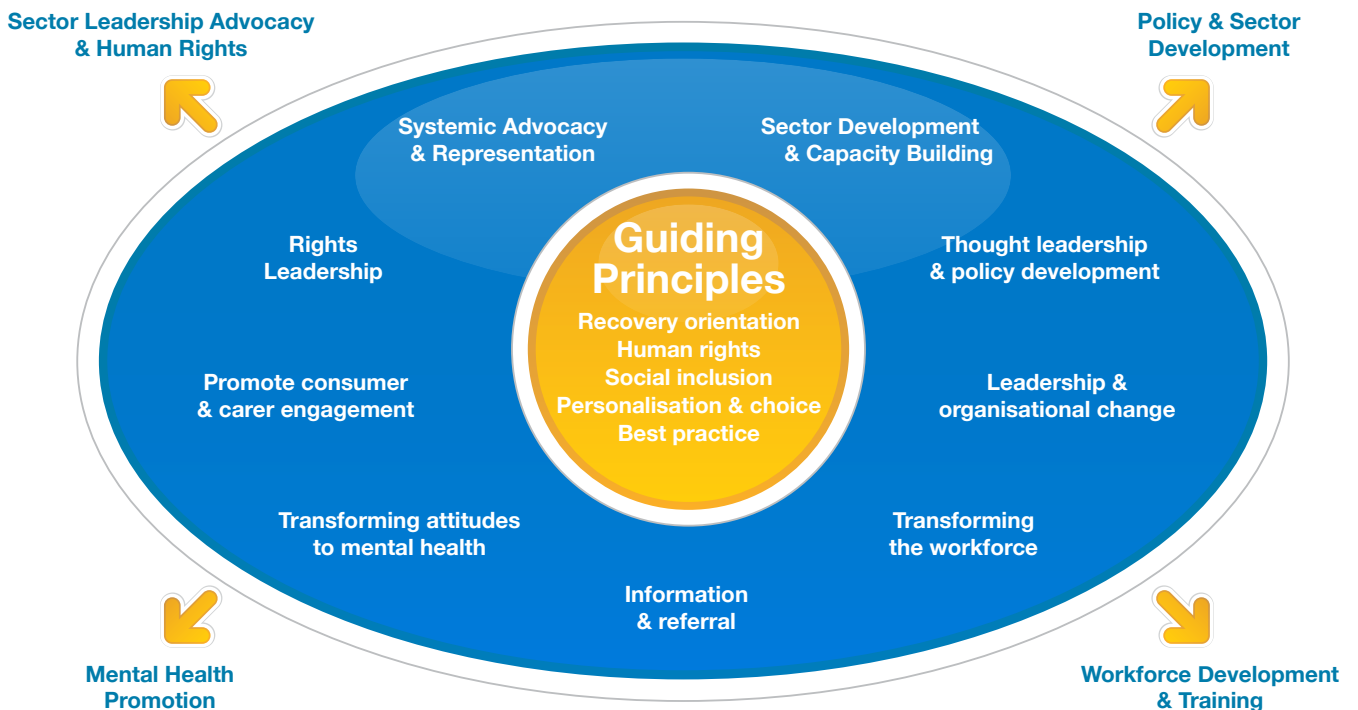 Sector Leadership Advocacy
& Human Rights
Policy & Sector
Development
Systemic Advocacy
& Representation
Sector Development
& Capacity Building
Rights
Leadership
Guiding
Principles
Recovery orientation
Human rights
Social inclusion
Personalisation & choice
Best practice
Thought leadership
& policy development
Promote consumer
& carer engagement
Leadership &
organisational change
Transforming attitudes
to mental health
Transforming
the workforce
Information
& referral
Mental Health
Promotion
Workforce Development
& Training